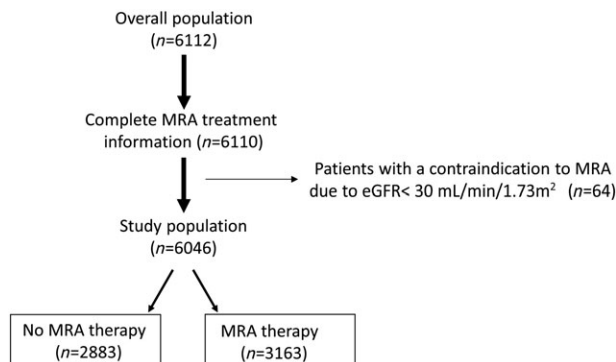 Overall population
(n=6112)
Complete MRA treatment
information (n=6110)
Patients with a contraindication to MRA
due to eGFR< 30 mL/min/1.73m² (n=64)
Study population
(n=6046)
No MRA therapy
(n=2883)
MRA therapy
(n=3163)